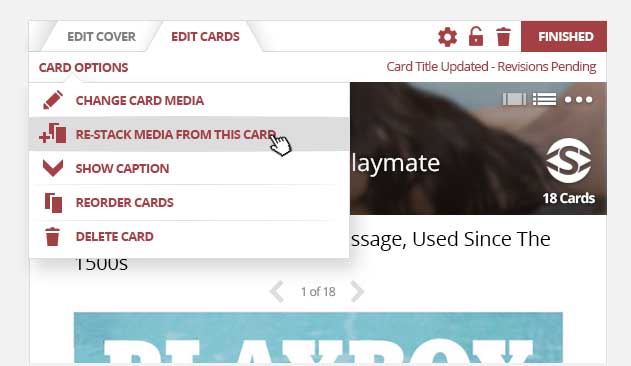 EDIT COVER
EDIT CARDS
FINISHED
CARD OPTIONS
Card Title Updated - Revisions Pending
CHANGE CARD MEDIA
RE-STACK MEDIA FROM THIS CARD
SHOW CAPTION
REORDER CARDS
DELETE CARD
laymate
S
18 Cards
ssage, Used Since The
1500s
1 of 18
PLAYBOY